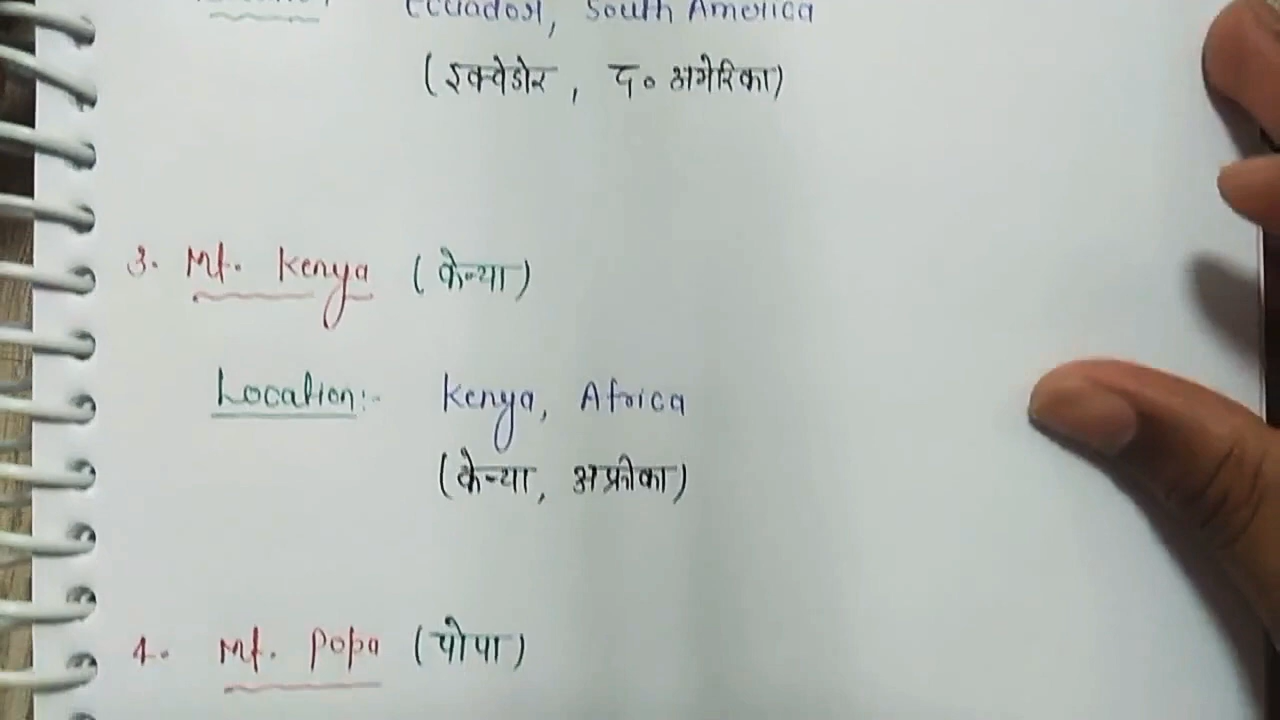 Ecuador, South America
(इक्वेडोर, द० अमेरिका)
3. Mt. Kenya (केन्या)
Location:- Kenya, Africa
(केन्या, अफ्रीका)
4. Mt. Popa (पोपा)